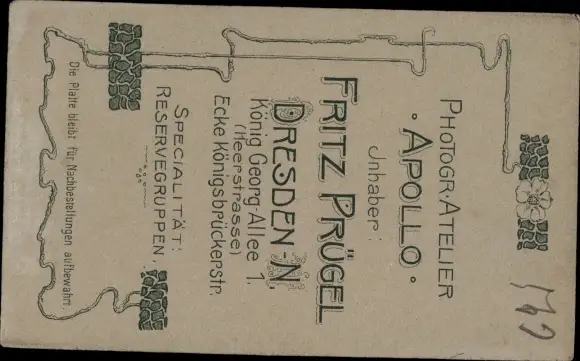 PHOTOGR·ATELIER
· APOLLO ·
Inhaber:
FRITZ PRÜGEL
DRESDEN-N.
König Georg-Allee 1.
(Heerstrasse)
Ecke Königsbrückerstr.
SPECIALITÄT:
RESERVEGRUPPEN.
Die Platte bleibt für Nachbestellungen aufbewahrt.